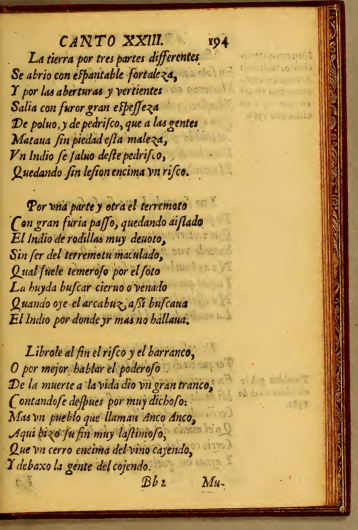 CANTO XXIII. 194
La tierra por tres partes differentes
Se abrio con eſpantable fortaleza,
Y por las aberturas y vertientes
Salia con furor gran eſpeſſeza
De poluo, y de pedriſco, que a las gentes
Mataua ſin piedad eſta maleza,
Vn Indio ſe ſaluo deſte pedriſco,
Quedando ſin leſion encima vn riſco.
Por vña parte y otra el terremoto
Con gran furia paſſo, quedando aiſlado
El Indio de rodillas muy deuoto,
Sin ſer del terremotu maculado,
Qual ſuele temeroſo por el ſoto
La huyda buſcar cieruo o venado
Quando oye el arcabuz, aſsi buſcaua
El Indio por donde yr mas no hallaua.
Librole al fin el riſco y el barranco,
O por mejor hablar el poderoſo
De la muerte a la vida dio vn gran tranco,
Contandoſe deſpues por muy dichoſo:
Mas vn pueblo que llaman Anco Anco,
Aqui hizo ſu fin muy laſtimoſo,
Que vn cerro encima del vino cayendo,
Y debaxo la gente del cojendo.
Bb 2 Mu-